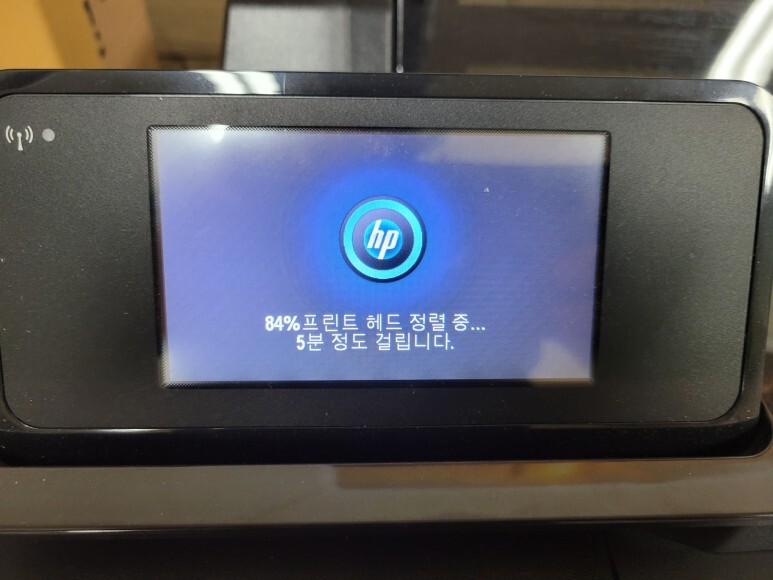 hp
84%프린트 헤드 정렬 중...
5분 정도 걸립니다.